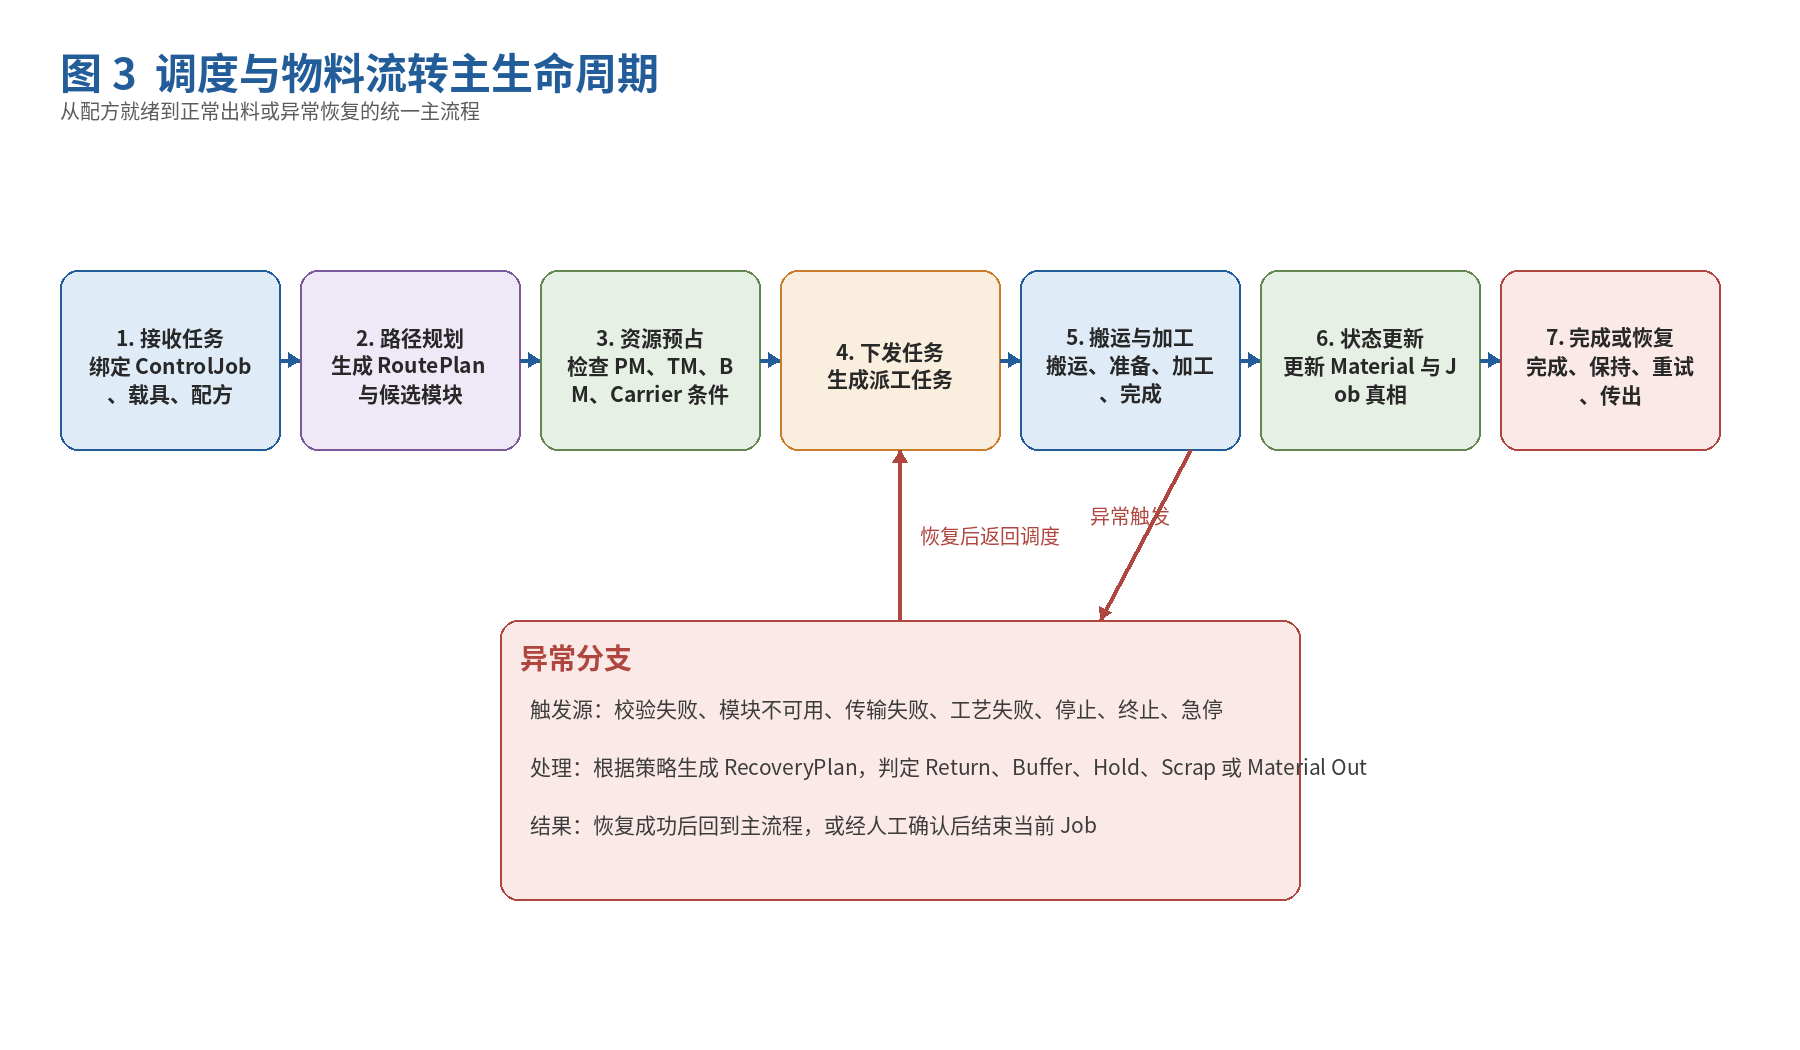 图 3 调度与物料流转主生命周期
从配方就绪到正常出料或异常恢复的统一主流程
1. 接收任务
绑定 ControlJob
、载具、配方
2. 路径规划
生成 RoutePlan
与候选模块
3. 资源预占
检查 PM、TM、B
M、Carrier 条件
4. 下发任务
生成派工任务
5. 搬运与加工
搬运、准备、加工
、完成
6. 状态更新
更新 Material 与 J
ob 真相
7. 完成或恢复
完成、保持、重试
、传出
恢复后返回调度
异常触发
异常分支
触发源：校验失败、模块不可用、传输失败、工艺失败、停止、终止、急停
处理：根据策略生成 RecoveryPlan，判定 Return、Buffer、Hold、Scrap 或 Material Out
结果：恢复成功后回到主流程，或经人工确认后结束当前 Job